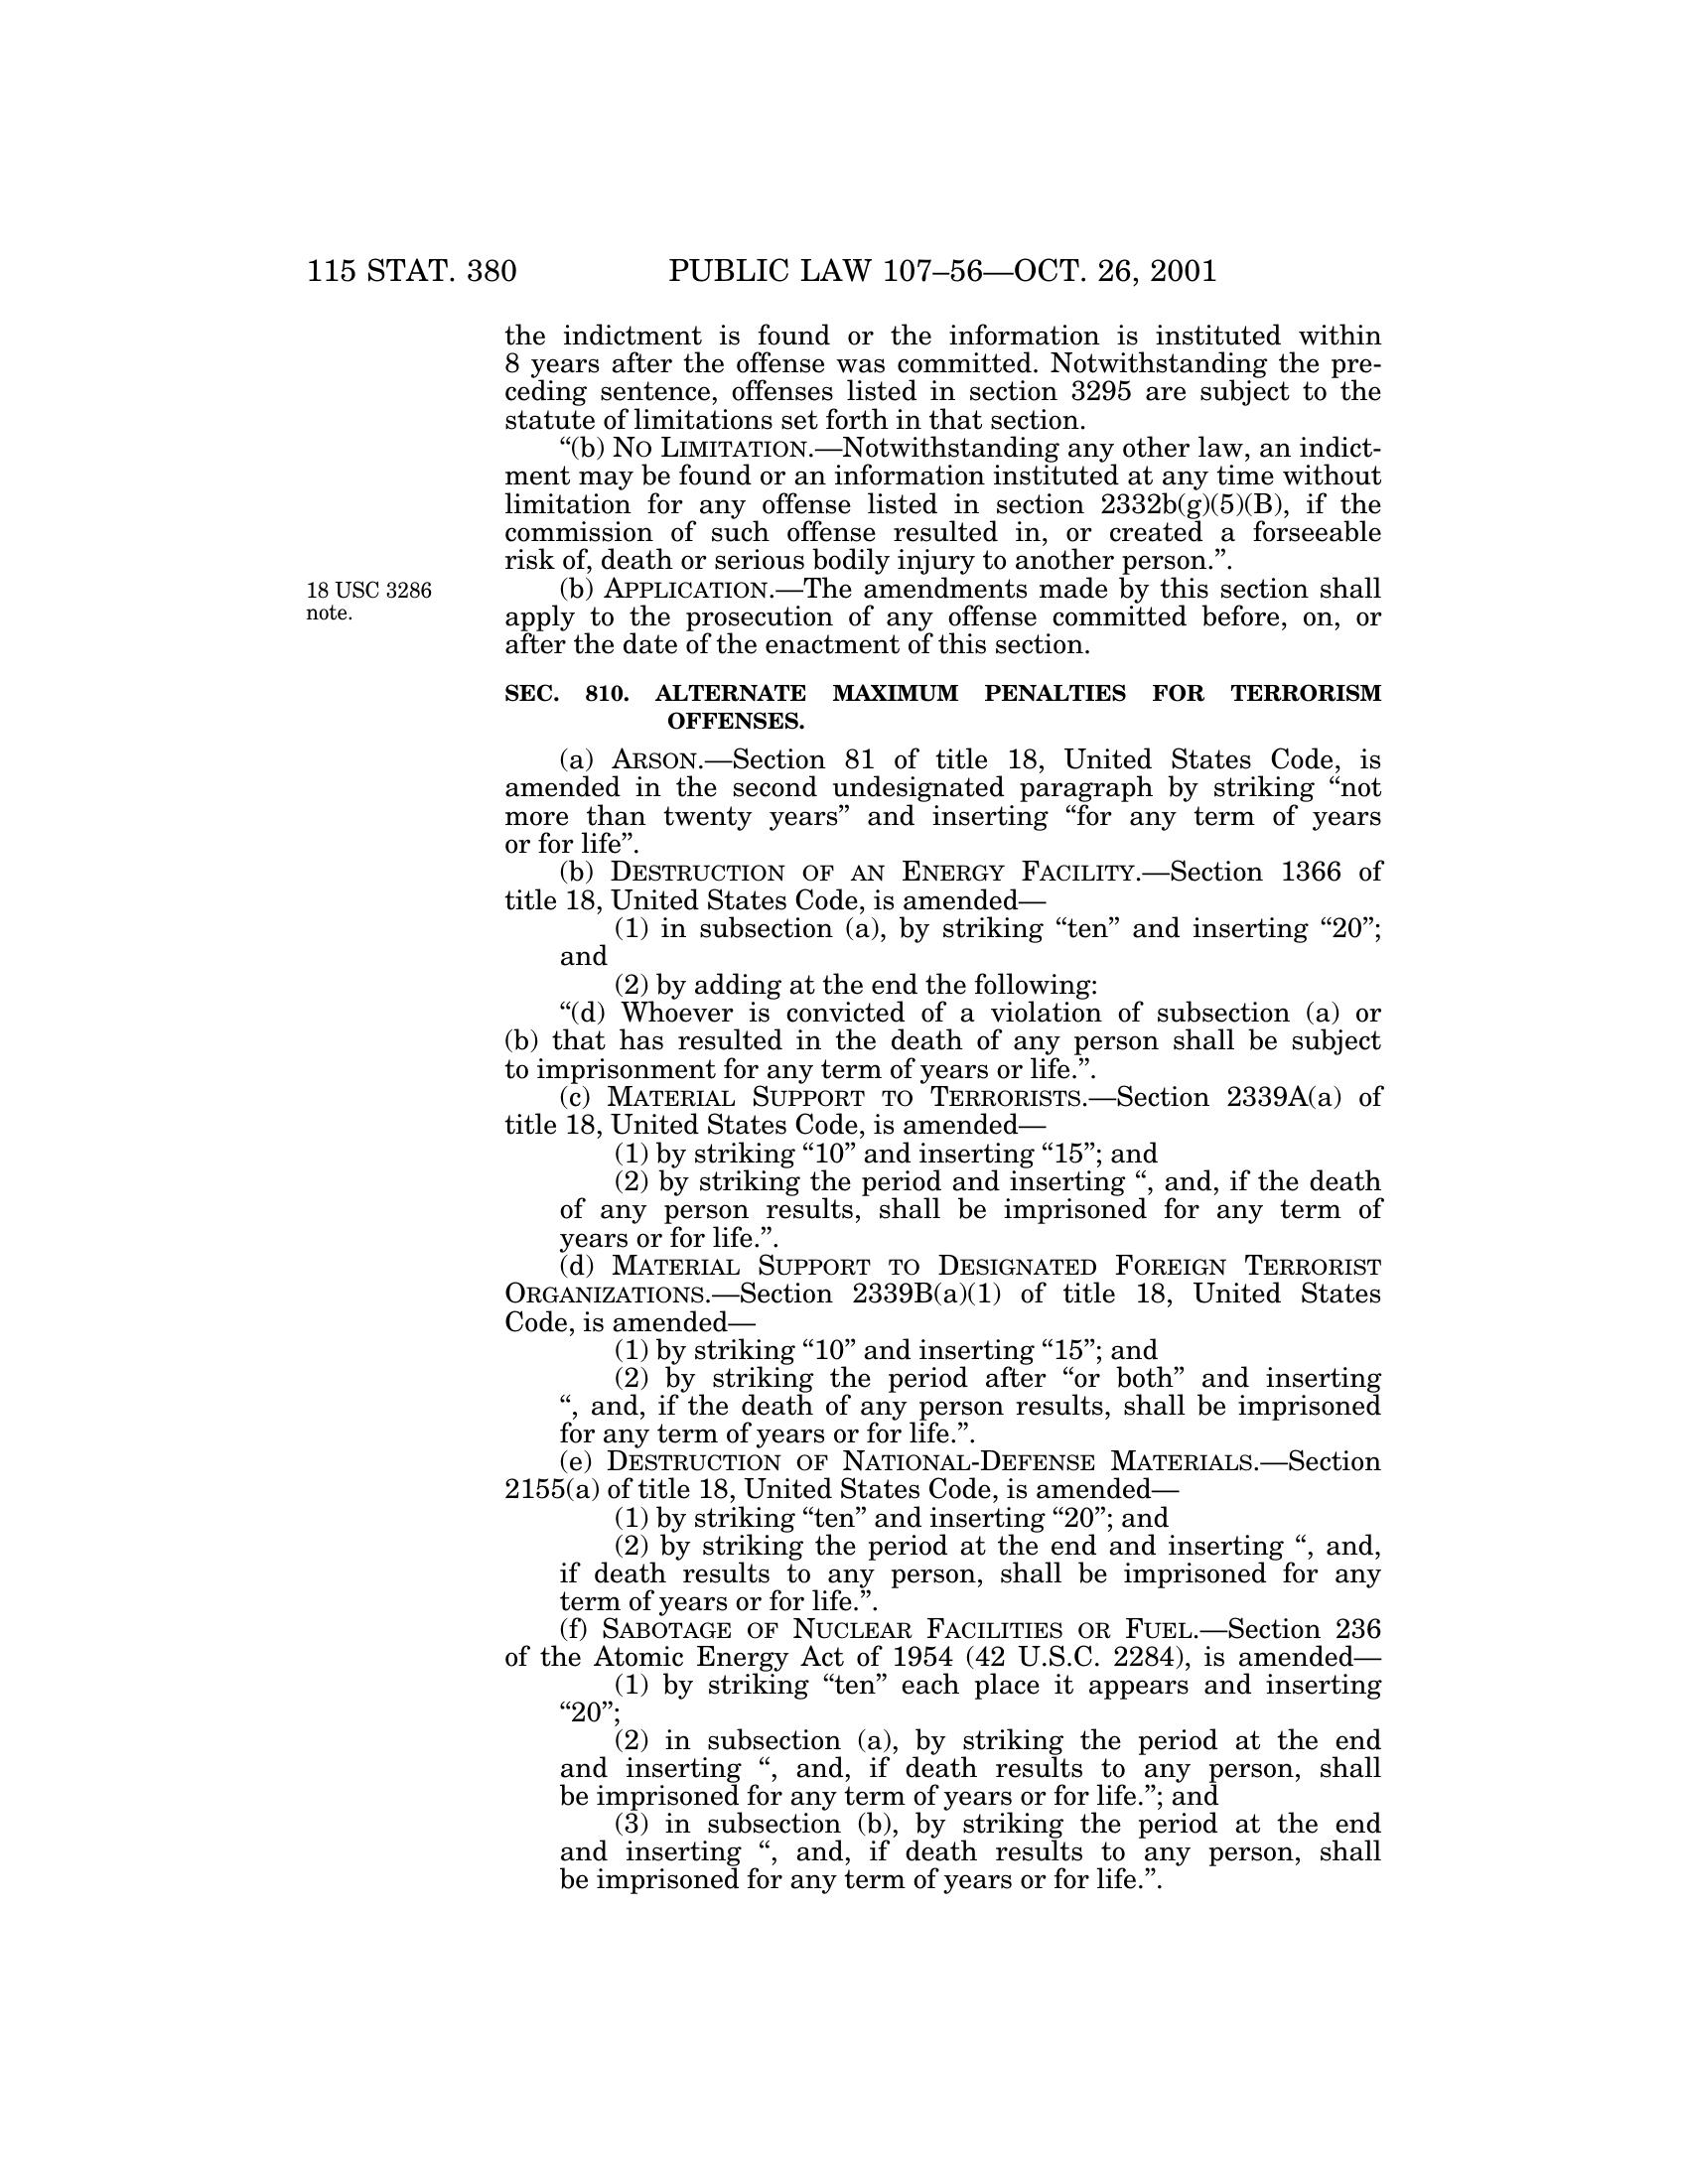 115 STAT. 380 PUBLIC LAW 107–56—OCT. 26, 2001
the indictment is found or the information is instituted within
8 years after the offense was committed. Notwithstanding the pre-
ceding sentence, offenses listed in section 3295 are subject to the
statute of limitations set forth in that section.
“(b) NO LIMITATION.—Notwithstanding any other law, an indict-
ment may be found or an information instituted at any time without
limitation for any offense listed in section 2332b(g)(5)(B), if the
commission of such offense resulted in, or created a forseeable
risk of, death or serious bodily injury to another person.”.
18 USC 3286
note.
(b) APPLICATION.—The amendments made by this section shall
apply to the prosecution of any offense committed before, on, or
after the date of the enactment of this section.
SEC. 810. ALTERNATE MAXIMUM PENALTIES FOR TERRORISM
OFFENSES.
(a) ARSON.—Section 81 of title 18, United States Code, is
amended in the second undesignated paragraph by striking “not
more than twenty years” and inserting “for any term of years
or for life”.
(b) DESTRUCTION OF AN ENERGY FACILITY.—Section 1366 of
title 18, United States Code, is amended—
(1) in subsection (a), by striking “ten” and inserting “20”;
and
(2) by adding at the end the following:
“(d) Whoever is convicted of a violation of subsection (a) or
(b) that has resulted in the death of any person shall be subject
to imprisonment for any term of years or life.”.
(c) MATERIAL SUPPORT TO TERRORISTS.—Section 2339A(a) of
title 18, United States Code, is amended—
(1) by striking “10” and inserting “15”; and
(2) by striking the period and inserting “, and, if the death
of any person results, shall be imprisoned for any term of
years or for life.”.
(d) MATERIAL SUPPORT TO DESIGNATED FOREIGN TERRORIST
ORGANIZATIONS.—Section 2339B(a)(1) of title 18, United States
Code, is amended—
(1) by striking “10” and inserting “15”; and
(2) by striking the period after “or both” and inserting
“, and, if the death of any person results, shall be imprisoned
for any term of years or for life.”.
(e) DESTRUCTION OF NATIONAL-DEFENSE MATERIALS.—Section
2155(a) of title 18, United States Code, is amended—
(1) by striking “ten” and inserting “20”; and
(2) by striking the period at the end and inserting “, and,
if death results to any person, shall be imprisoned for any
term of years or for life.”.
(f) SABOTAGE OF NUCLEAR FACILITIES OR FUEL.—Section 236
of the Atomic Energy Act of 1954 (42 U.S.C. 2284), is amended—
(1) by striking “ten” each place it appears and inserting
“20”;
(2) in subsection (a), by striking the period at the end
and inserting “, and, if death results to any person, shall
be imprisoned for any term of years or for life.”; and
(3) in subsection (b), by striking the period at the end
and inserting “, and, if death results to any person, shall
be imprisoned for any term of years or for life.”.